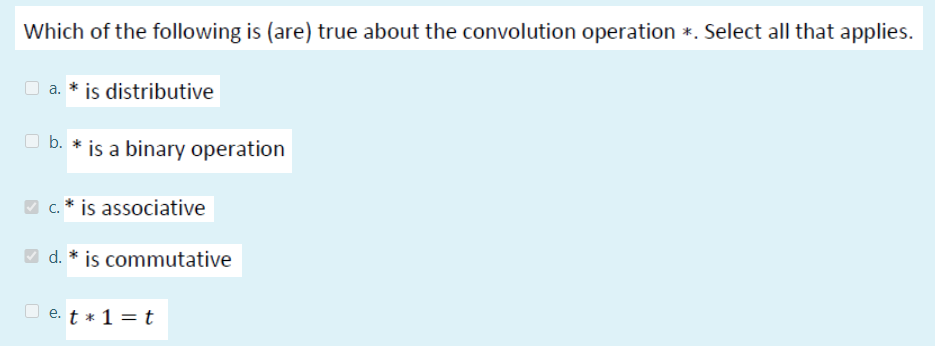 Which of the following is (are) true about the convolution operation *. Select all that applies.
a. * is distributive
b. * is a binary operation
c. * is associative
d. * is commutative
e. t * 1 = t